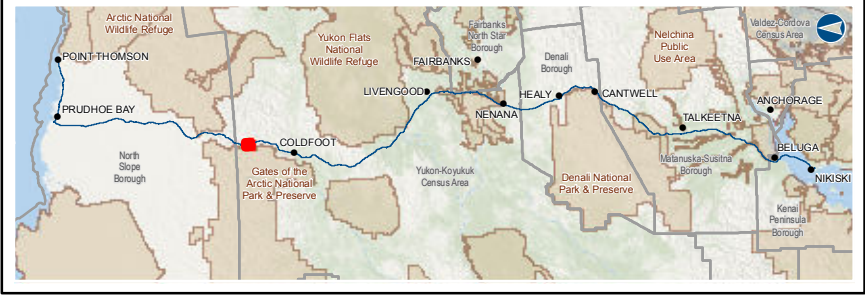 Arctic National
Wildlife Refuge
POINT THOMSON
PRUDHOE BAY
North
Slope
Borough
COLDFOOT
Gates of the
Arctic National
Park & Preserve
Yukon Flats
National
Wildlife Refuge
LIVENGOOD
Yukon-Koyukuk
Census Area
Fairbanks
North Star
Borough
FAIRBANKS
NENANA
Denali
Borough
HEALY
CANTWELL
Denali National
Park & Preserve
Nelchina
Public
Use Area
TALKEETNA
Matanuska-Susitna
Borough
Valdez-Cordova
Census Area
ANCHORAGE
BELUGA
NIKISKI
Kenai
Peninsula
Borough